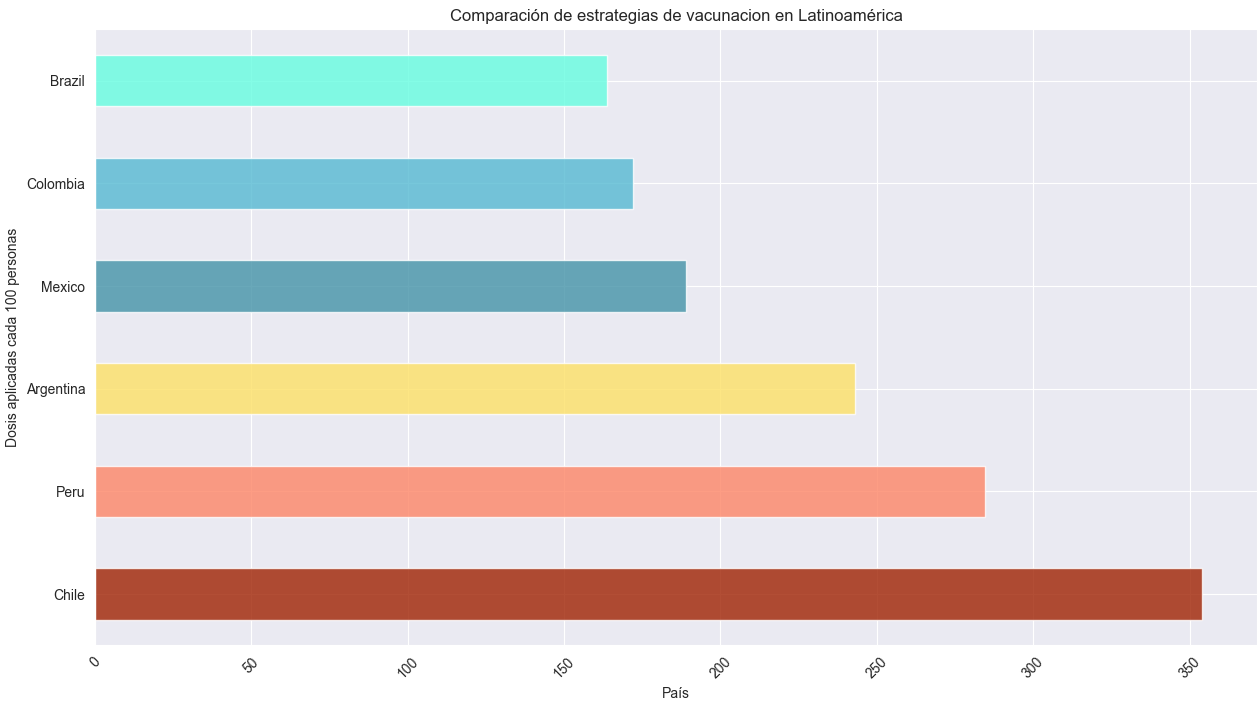 Comparación de estrategias de vacunacion en Latinoamérica
Dosis aplicadas cada 100 personas
Brazil
Colombia
Mexico
Argentina
Peru
Chile
0
50
100
150
200
250
300
350
País